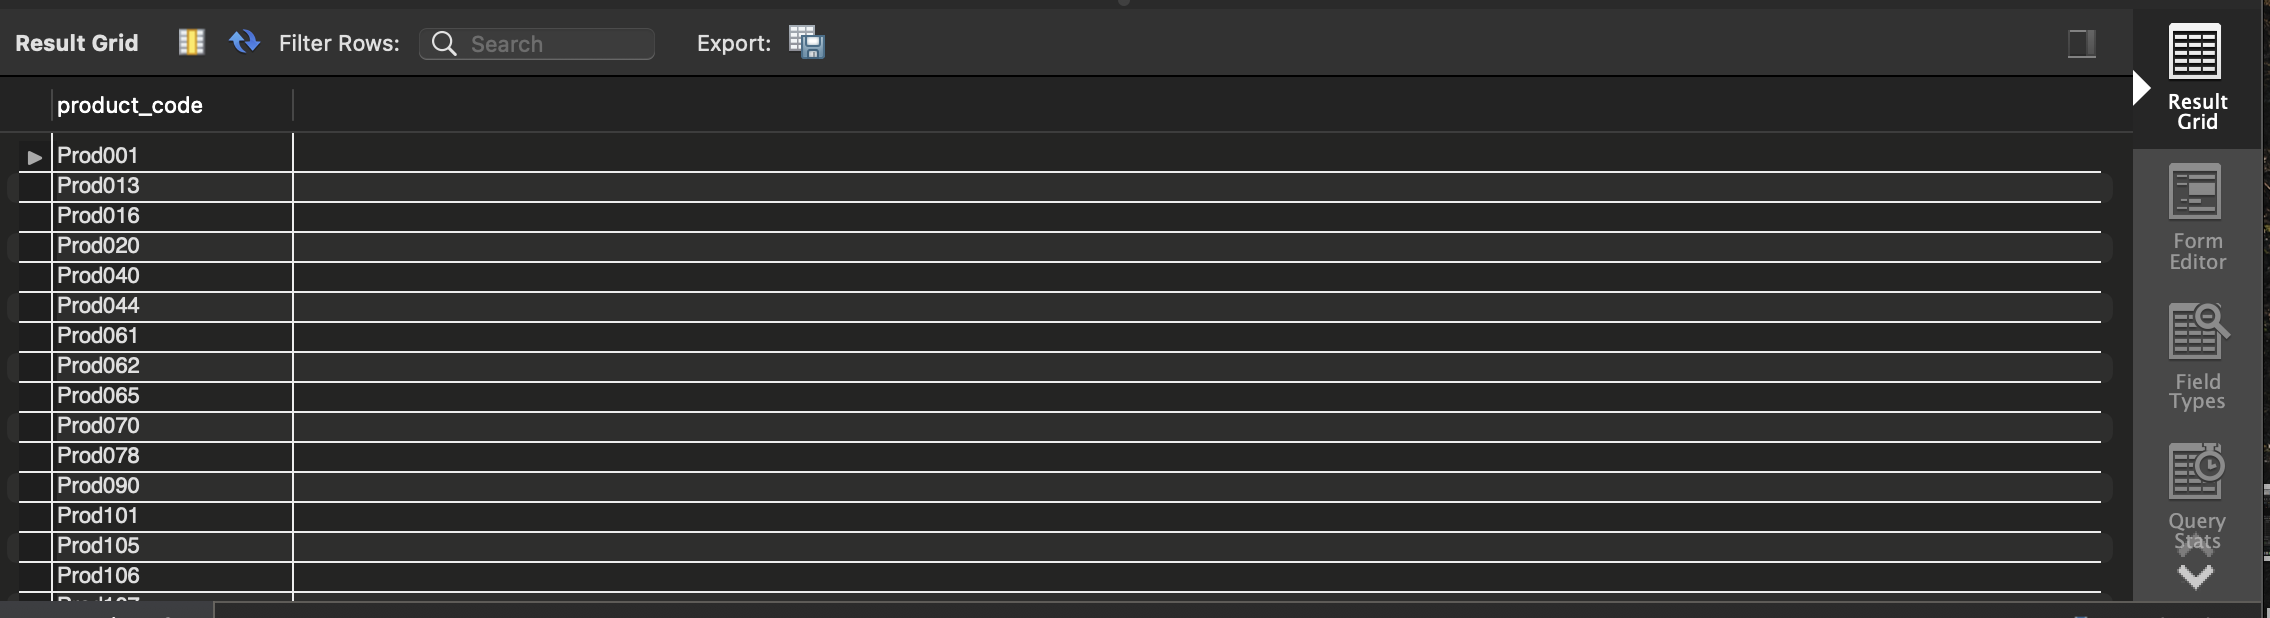 Result Grid Filter Rows: Search Export:
product_code
Prod001
Prod013
Prod016
Prod020
Prod040
Prod044
Prod061
Prod062
Prod065
Prod070
Prod078
Prod090
Prod101
Prod105
Prod106
Result
Grid
Form
Editor
Field
Types
Query
Stats